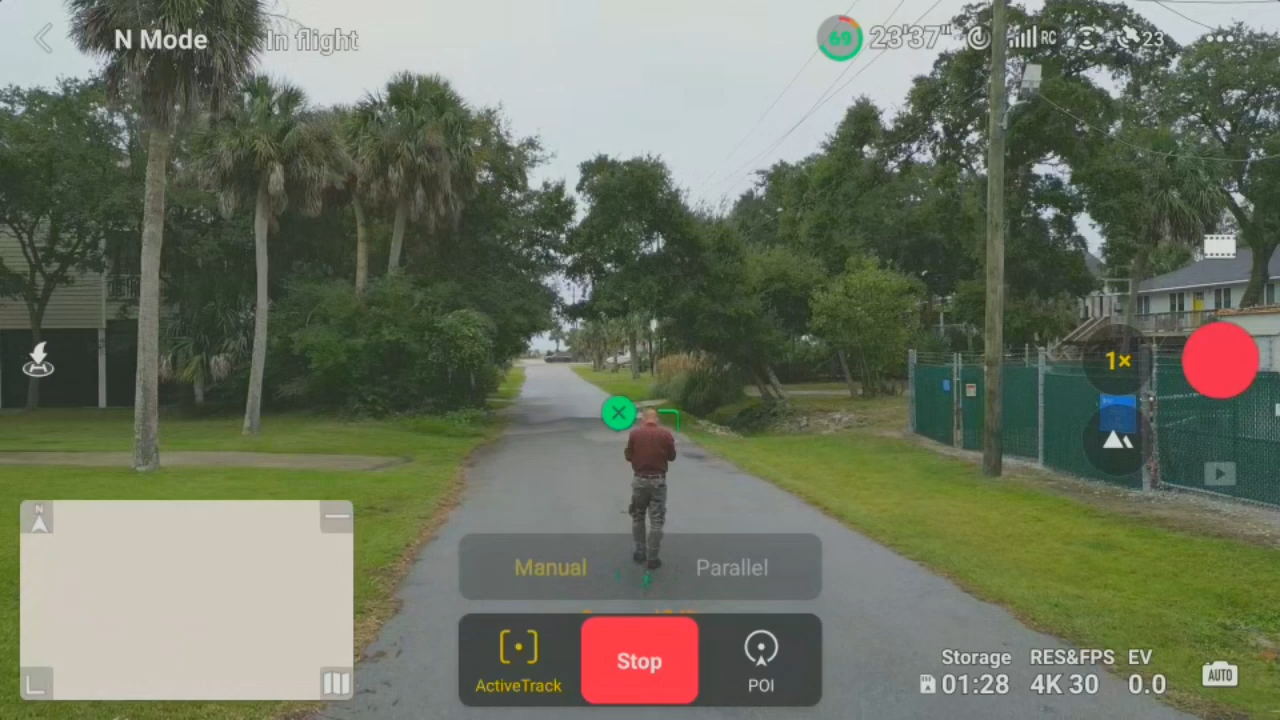 N Mode
In flight
69
23'37"
RC
23
1×
N
Manual
Parallel
ActiveTrack
Stop
POI
Storage
RES&FPS
EV
01:28
4K 30
0.0
AUTO